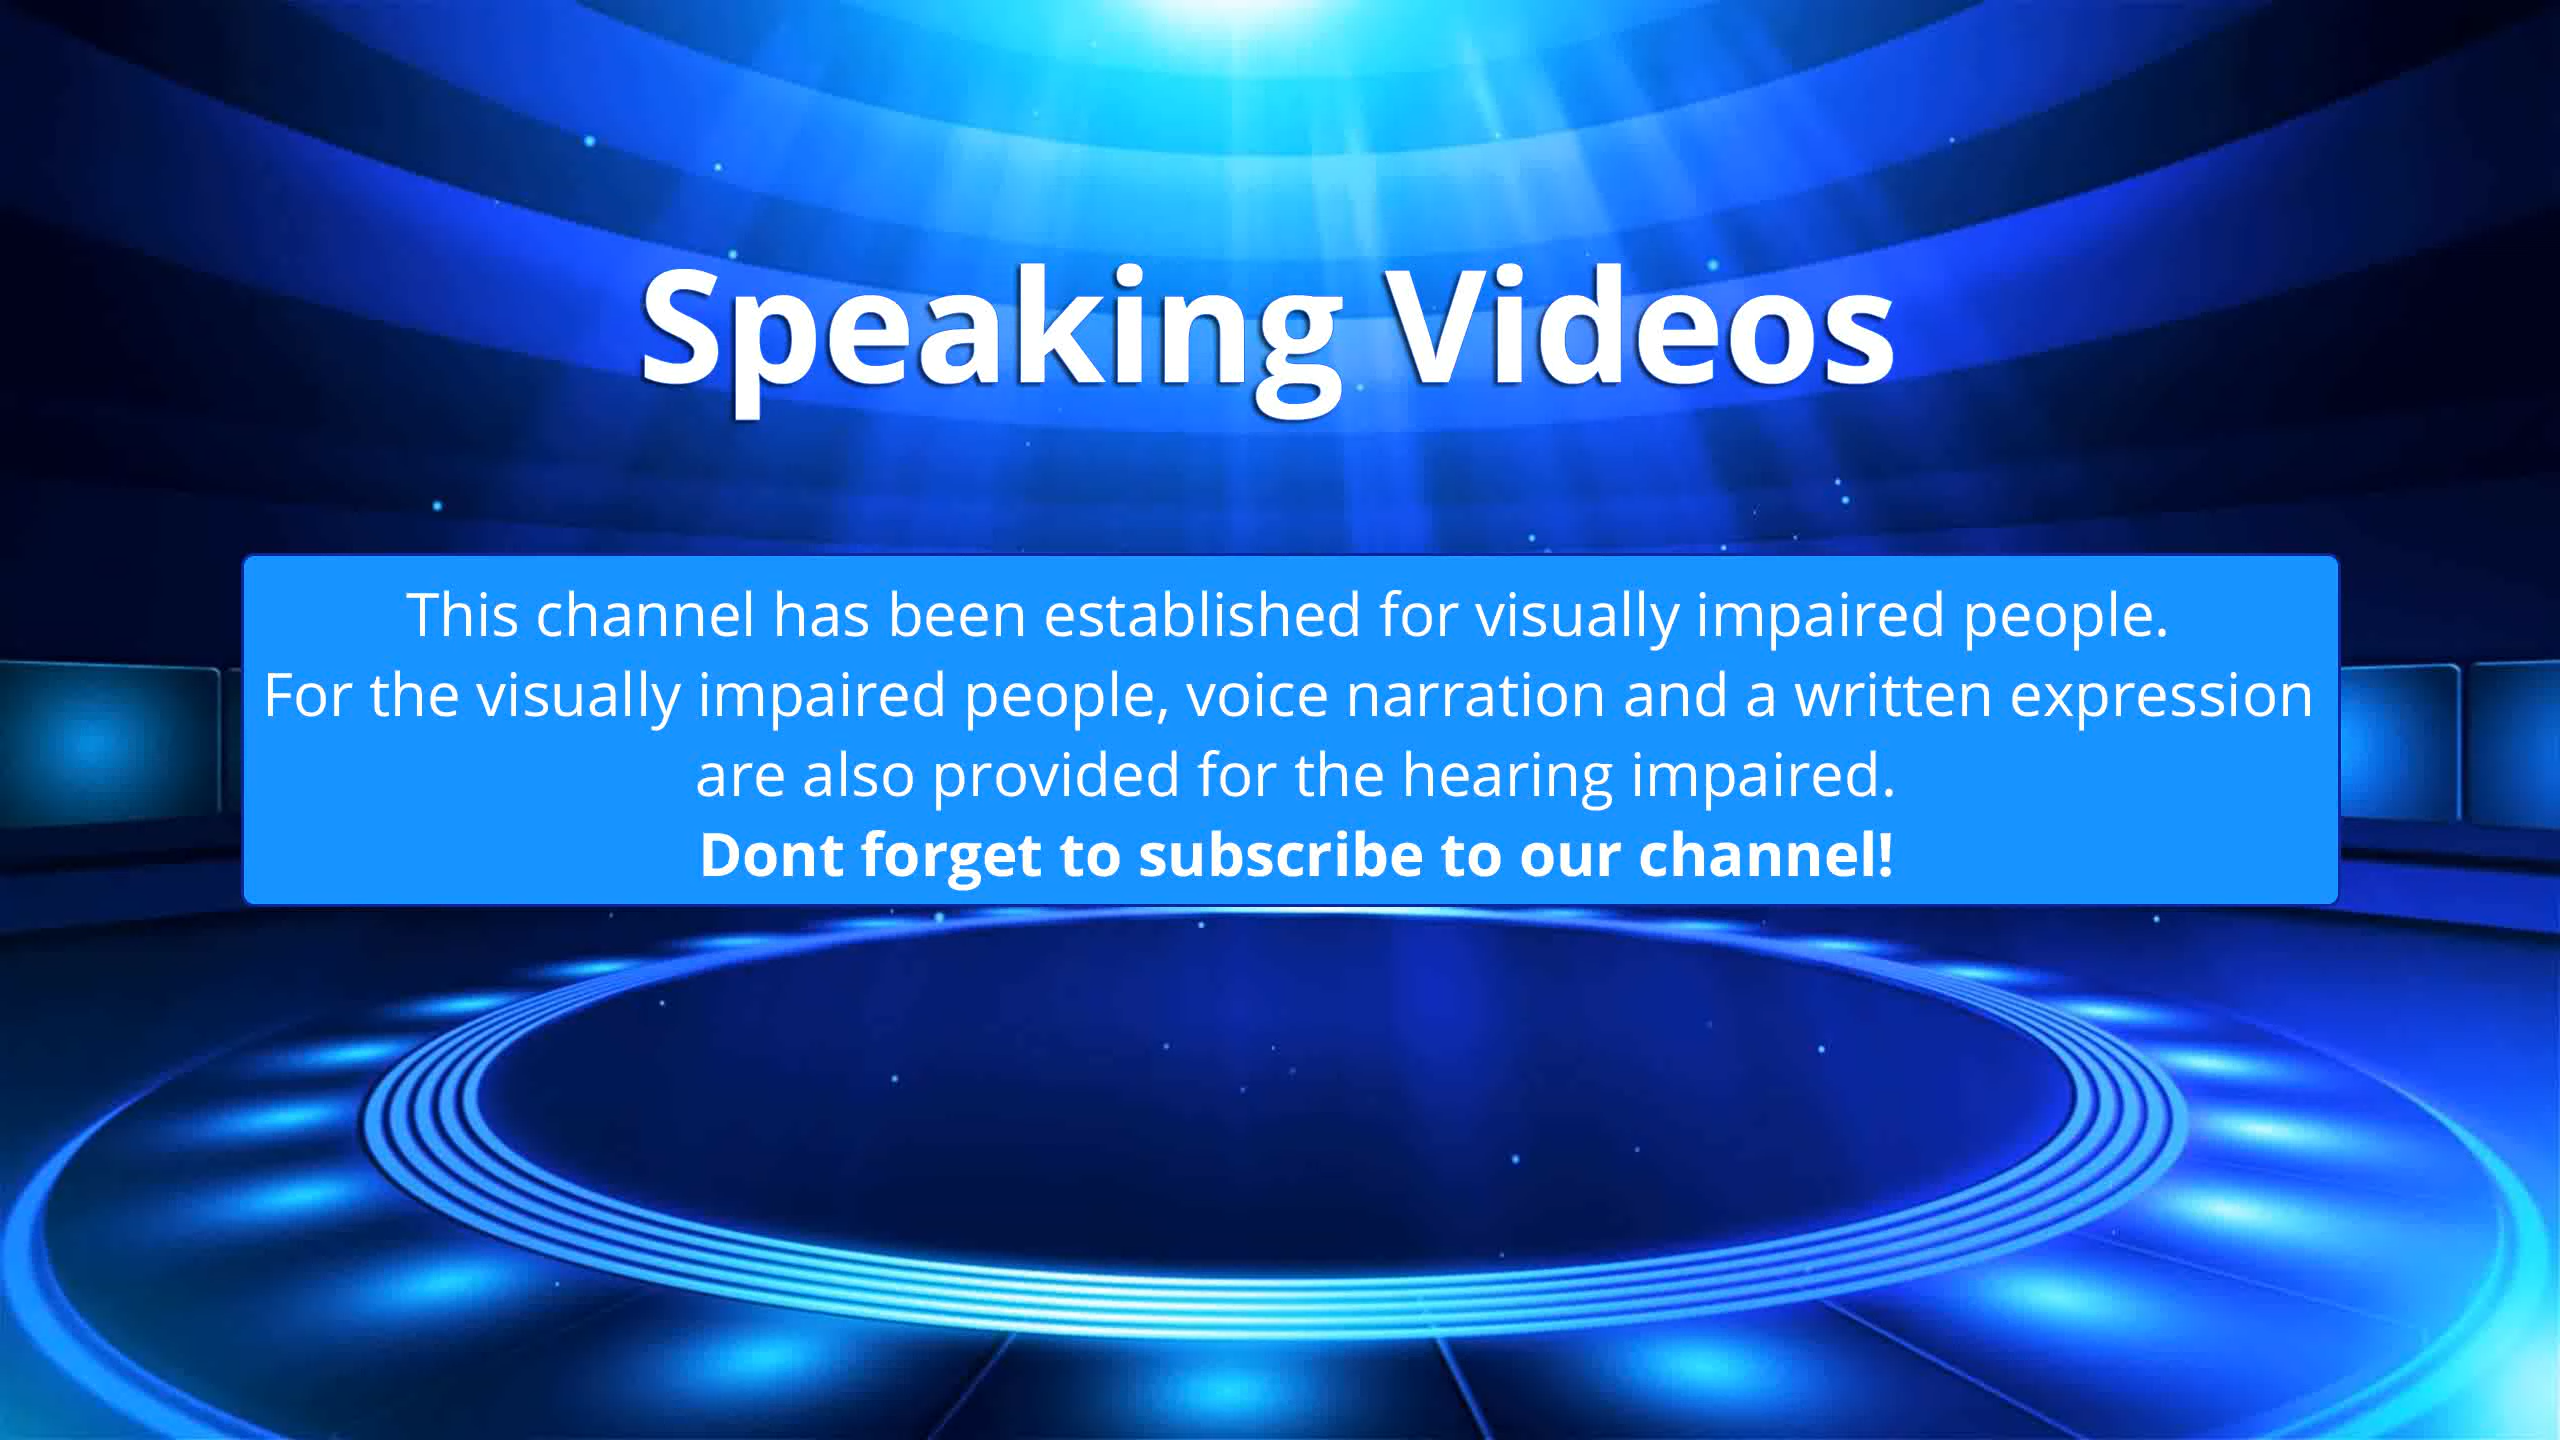 Speaking Videos
This channel has been established for visually impaired people.
For the visually impaired people, voice narration and a written expression
are also provided for the hearing impaired.
Dont forget to subscribe to our channel!